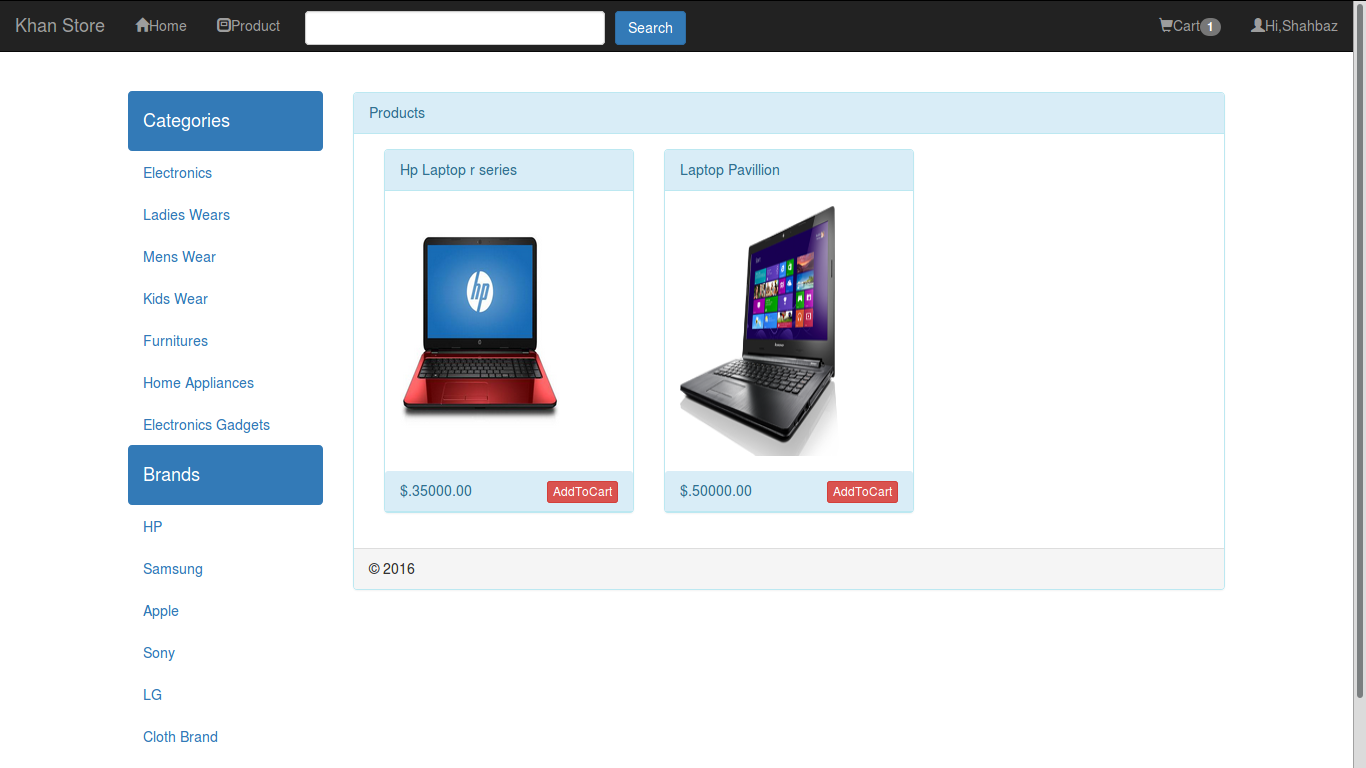 Khan Store Home Product Search Cart 1 Hi,Shahbaz
Categories
Electronics
Ladies Wears
Mens Wear
Kids Wear
Furnitures
Home Appliances
Electronics Gadgets
Brands
HP
Samsung
Apple
Sony
LG
Cloth Brand
Products
Hp Laptop r series
hp
$.35000.00 AddToCart
Laptop Pavillion
$.50000.00 AddToCart
© 2016